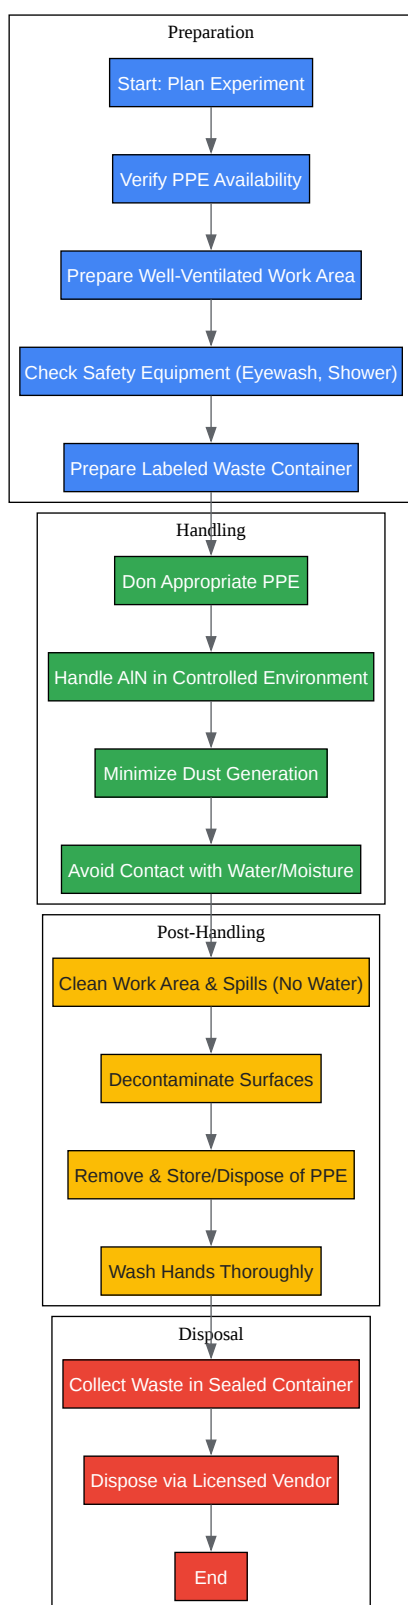 Preparation
Start: Plan Experiment
Verify PPE Availability
Prepare Well-Ventilated Work Area
Check Safety Equipment (Eyewash, Shower)
Prepare Labeled Waste Container
Handling
Don Appropriate PPE
Handle AlN in Controlled Environment
Minimize Dust Generation
Avoid Contact with Water/Moisture
Post-Handling
Clean Work Area & Spills (No Water)
Decontaminate Surfaces
Remove & Store/Dispose of PPE
Wash Hands Thoroughly
Disposal
Collect Waste in Sealed Container
Dispose via Licensed Vendor
End